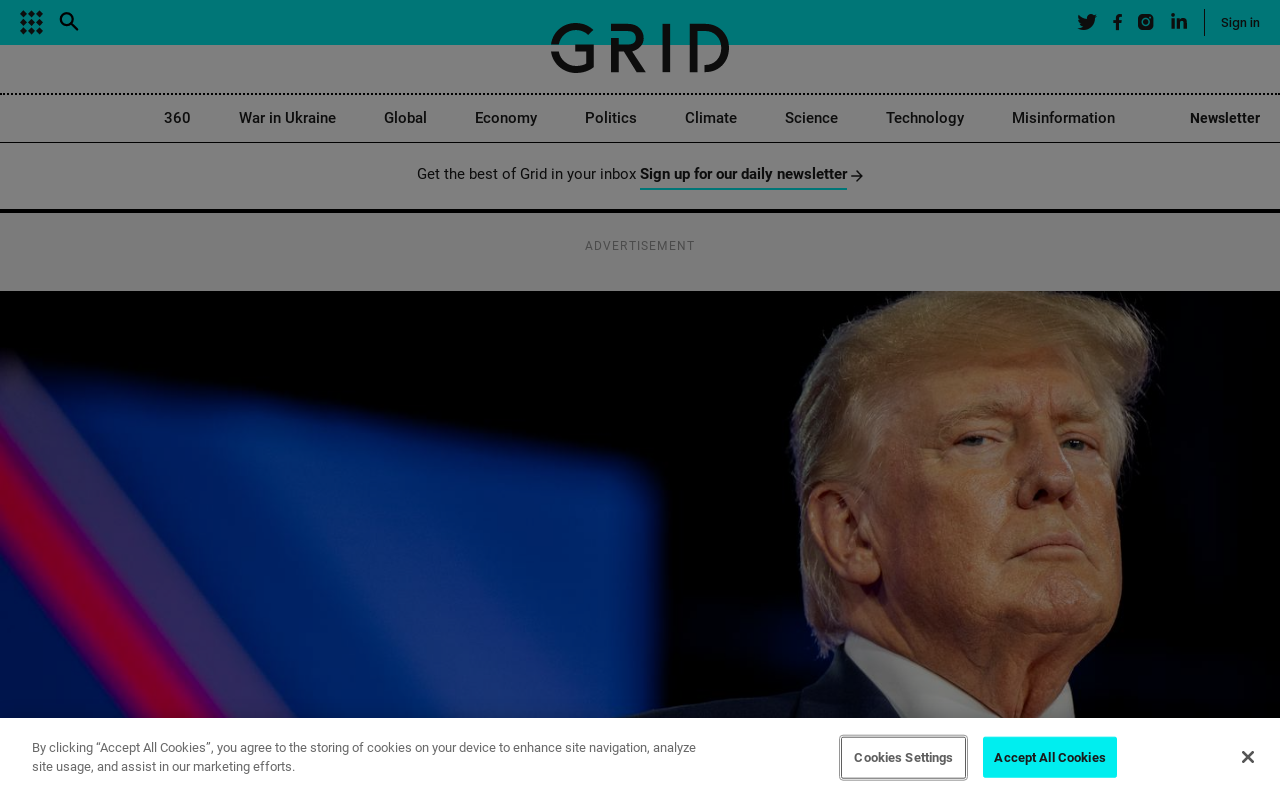 GRID
Sign in
360 War in Ukraine Global Economy Politics Climate Science Technology Misinformation Newsletter
Get the best of Grid in your inbox Sign up for our daily newsletter
ADVERTISEMENT
By clicking “Accept All Cookies”, you agree to the storing of cookies on your device to enhance site navigation, analyze
site usage, and assist in our marketing efforts.
Cookies Settings
Accept All Cookies